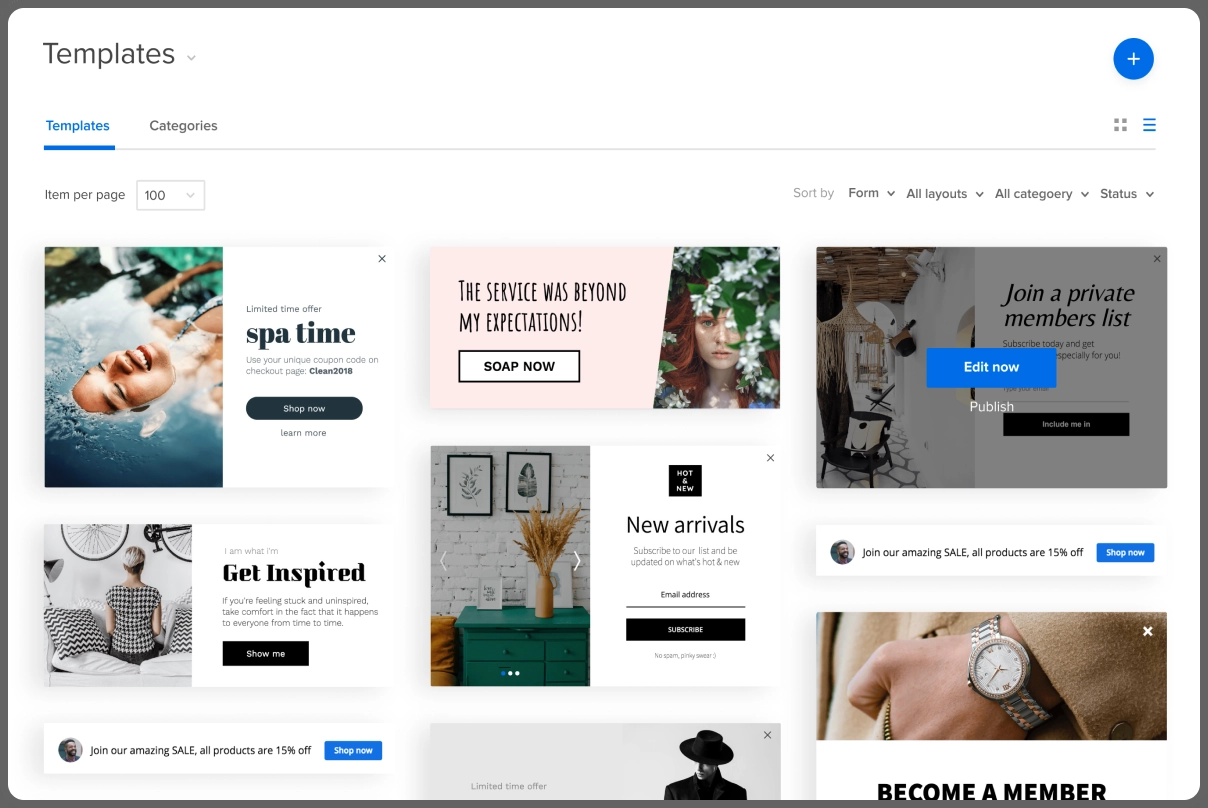 Templates
+
Templates
Categories
Item per page
100
Sort by
Form
All layouts
All categoery
Status
Limited time offer
spa time
Use your unique coupon code on
checkout page: Clean2018
Shop now
learn more
I am what i'm
Get Inspired
If you're feeling stuck and uninspired,
take comfort in the fact that it happens
to everyone from time to time.
Show me
Join our amazing SALE, all products are 15% off
Shop now
The service was beyond
my expectations!
SOAP NOW
HOT
&
NEW
New arrivals
Subscribe to our list and be
updated on what's hot & new
Email address
SUBSCRIBE
No spam, pinky swear :)
Limited time offer
Join a private
members list
Subscribe today and get
especially for you!
Edit now
Publish
Include me in
Join our amazing SALE, all products are 15% off
Shop now
BECOME A MEMBER